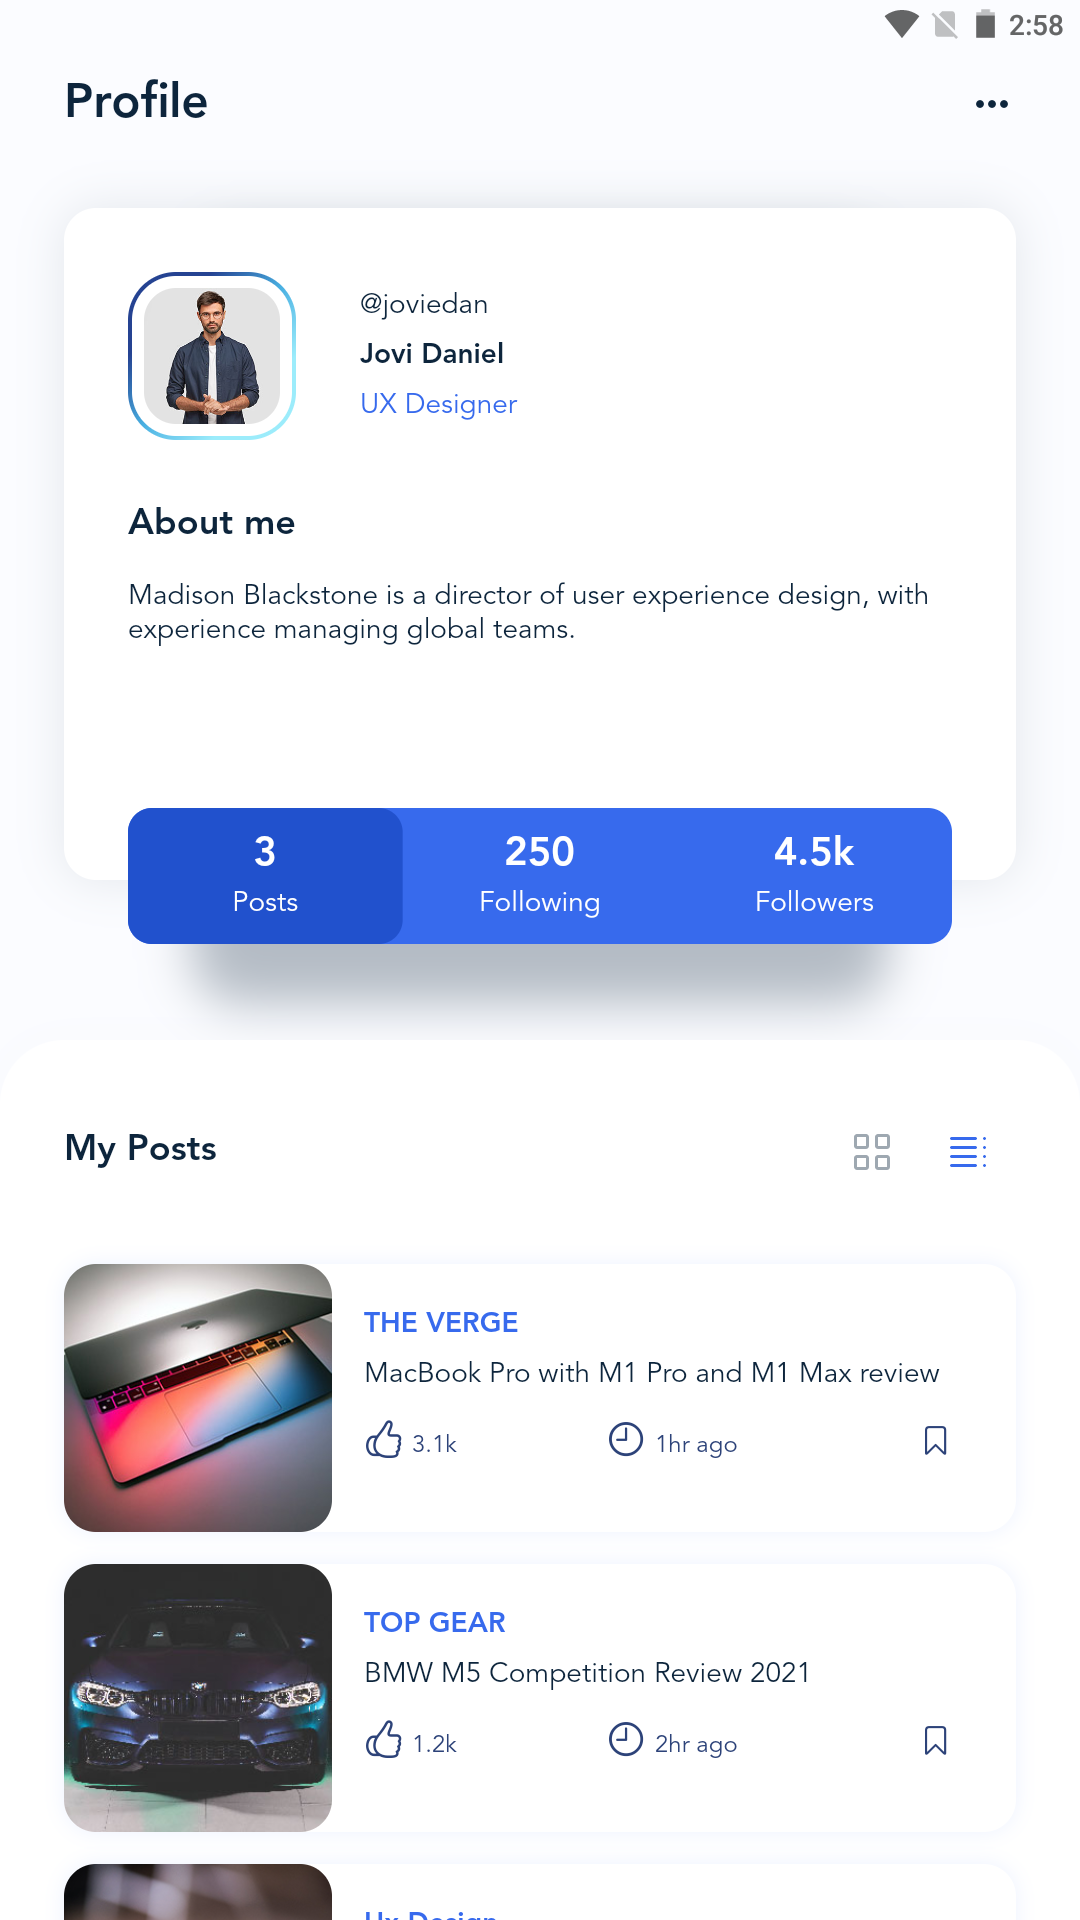 2:58
Profile
@joviedan
Jovi Daniel
UX Designer
About me
Madison Blackstone is a director of user experience design, with
experience managing global teams.
3
Posts
250
Following
4.5k
Followers
My Posts
THE VERGE
MacBook Pro with M1 Pro and M1 Max review
3.1k
1hr ago
TOP GEAR
BMW M5 Competition Review 2021
1.2k
2hr ago
Ux Design